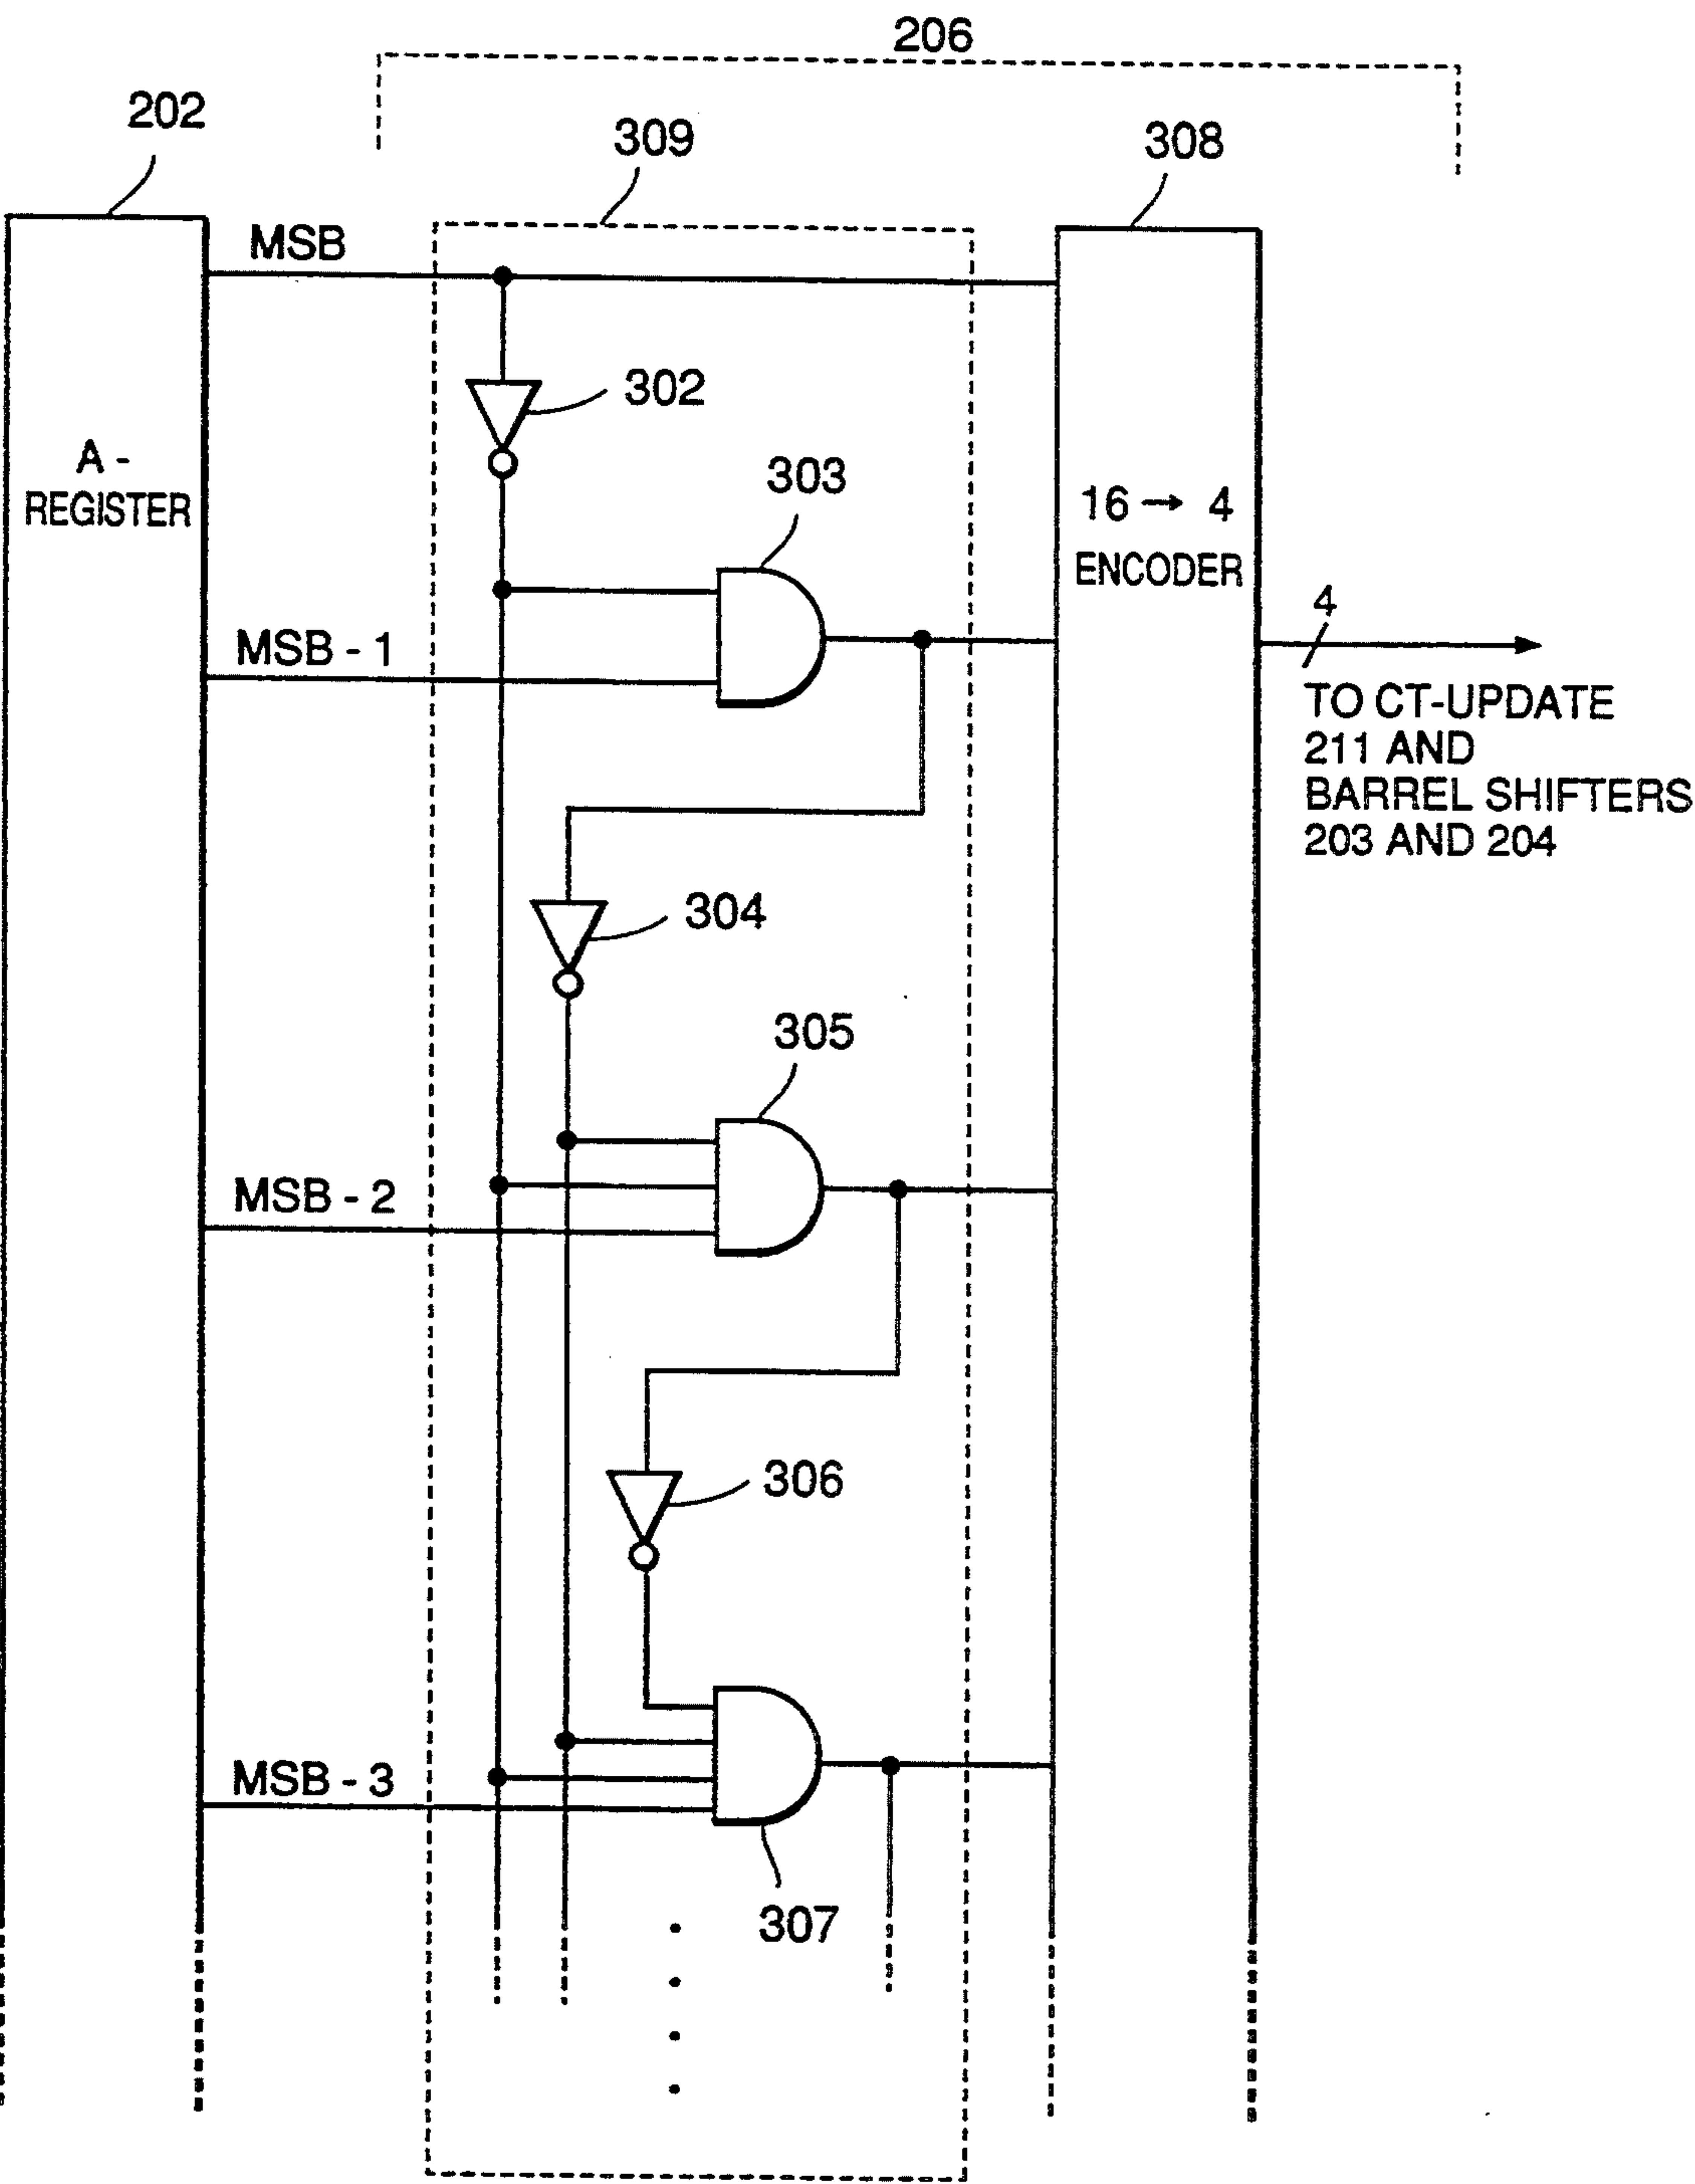 206
202
309
308
MSB
302
A -
REGISTER
303
16 → 4
ENCODER
4
MSB - 1
TO CT-UPDATE
211 AND
BARREL SHIFTERS
203 AND 204
304
305
MSB - 2
306
MSB - 3
307